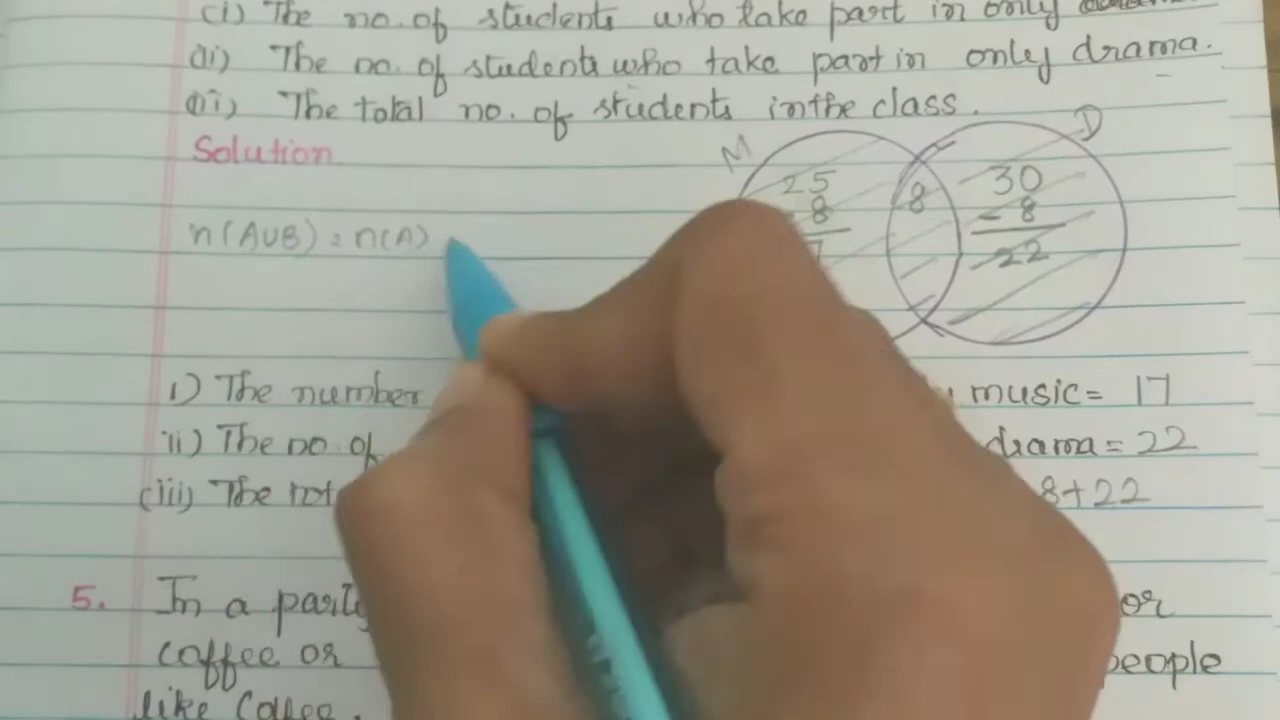 (i) The no. of students who take part in only
(ii) The no. of students who take part in only drama.
(iii) The total no. of students in the class.
Solution
M
D
25
- 8
7
8
30
- 8
22
n(AUB) = n(A)
i) The number music = 17
ii) The no. of drama = 22
(iii) The 8+22
5. In a party or
coffee or people
like Coffee.